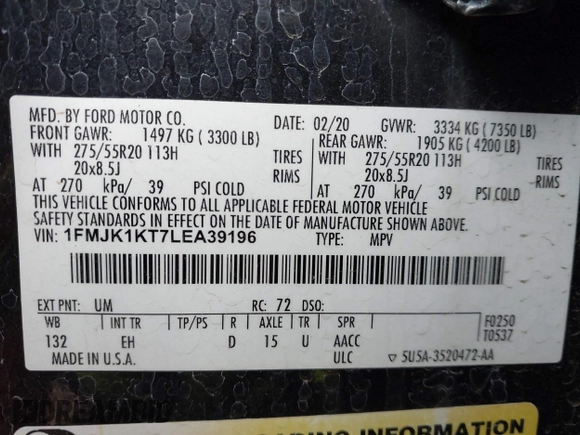 MFD. BY FORD MOTOR CO.
DATE: 02/20 GVWR: 3334 KG ( 7350 LB)
FRONT GAWR: 1497 KG ( 3300 LB) REAR GAWR: 1905 KG ( 4200 LB)
WITH 275/55R20 113H TIRES WITH 275/55R20 113H TIRES
20x8.5J RIMS 20x8.5J RIMS
AT 270 kPa/ 39 PSI COLD AT 270 kPa/ 39 PSI COLD
THIS VEHICLE CONFORMS TO ALL APPLICABLE FEDERAL MOTOR VEHICLE
SAFETY STANDARDS IN EFFECT ON THE DATE OF MANUFACTURE SHOWN ABOVE.
VIN: 1FMJK1KT7LEA39196 TYPE: MPV
EXT PNT: UM RC: 72 DSO:
WB INT TR TP/PS R AXLE TR SPR F0250
T0537
132 EH D 15 U AACC
MADE IN U.S.A. ULC ▽ 5U5A-3520472-AA
LOADING INFORMATION